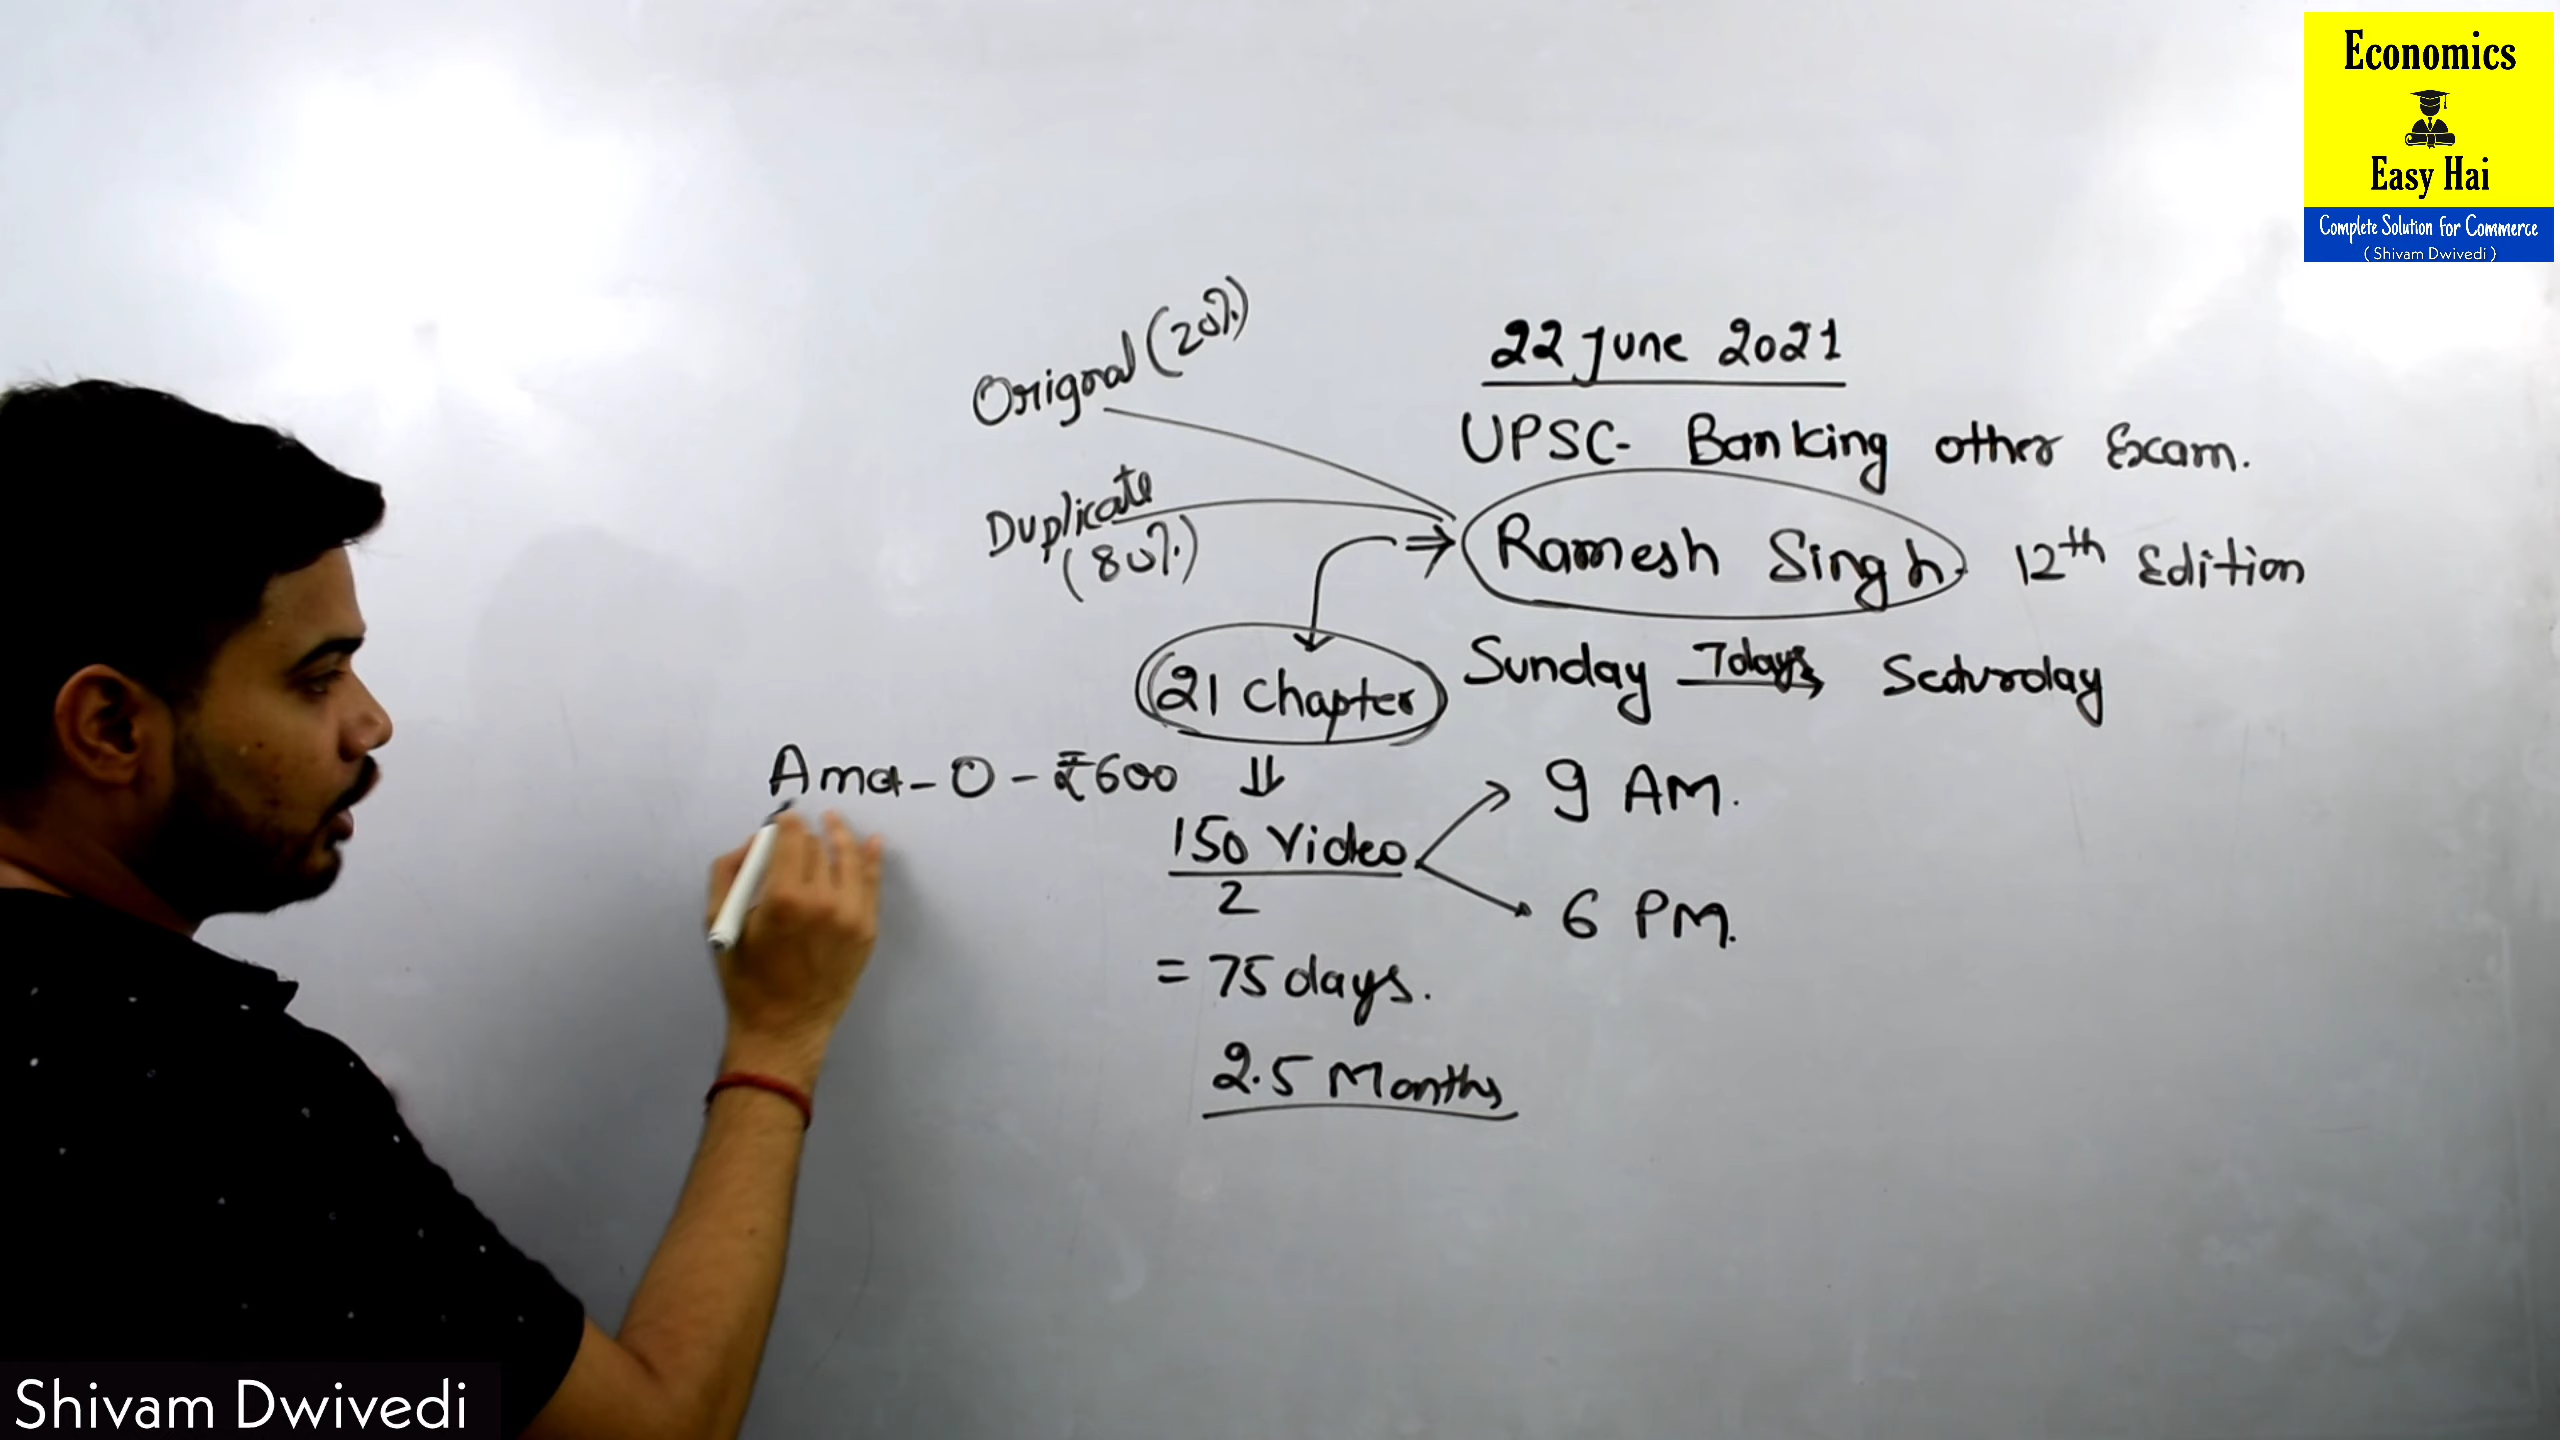 Economics
Easy Hai
Complete Solution for Commerce
( Shivam Dwivedi )
22 June 2021
UPSC- Banking other Exam.
Original (20%)
Duplicate
(80%)
Ramesh Singh 12th Edition
21 Chapter
Sunday 7days Saturday
Ama - O - ₹600
150 Video
2
9 AM.
6 PM.
= 75 days.
2.5 Months
Shivam Dwivedi